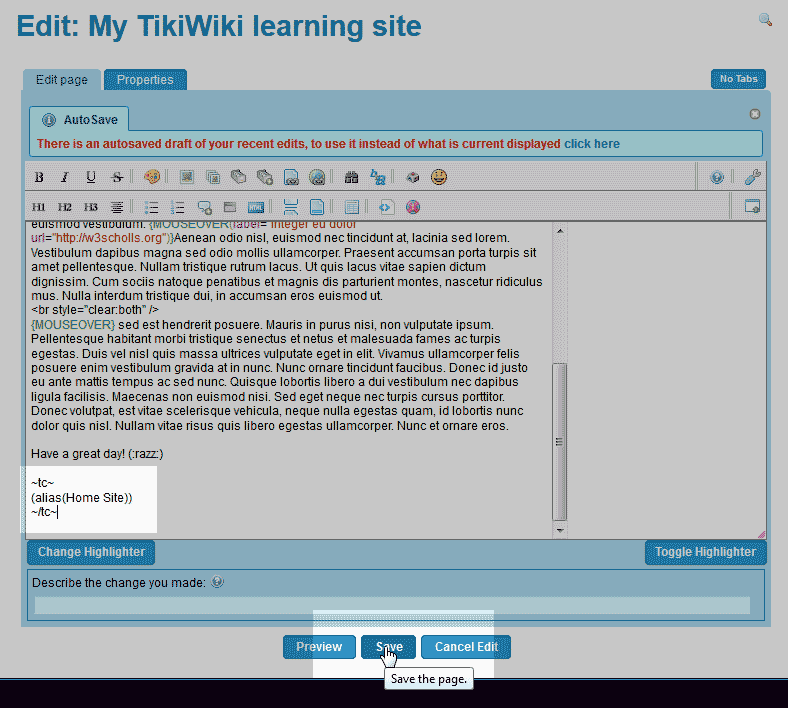 Edit: My TikiWiki learning site
Edit page
Properties
No Tabs
AutoSave
There is an autosaved draft of your recent edits, to use it instead of what is current displayed click here
B I U S
H1 H2 H3
HTML
euismod vestibulum. {MOUSEOVER(label="Integer eu dolor"
url="http://w3scholls.org")}Aenean odio nisl, euismod nec tincidunt at, lacinia sed lorem.
Vestibulum dapibus magna sed odio mollis ullamcorper. Praesent accumsan porta turpis sit
amet pellentesque. Nullam tristique rutrum lacus. Ut quis lacus vitae sapien dictum
dignissim. Cum sociis natoque penatibus et magnis dis parturient montes, nascetur ridiculus
mus. Nulla interdum tristique dui, in accumsan eros euismod ut.
<br style="clear:both" />
{MOUSEOVER} sed est hendrerit posuere. Mauris in purus nisi, non vulputate ipsum.
Pellentesque habitant morbi tristique senectus et netus et malesuada fames ac turpis
egestas. Duis vel nisl quis massa ultrices vulputate eget in elit. Vivamus ullamcorper felis
posuere enim vestibulum gravida at in nunc. Nunc ornare tincidunt faucibus. Donec id justo
eu ante mattis tempus ac sed nunc. Quisque lobortis libero a dui vestibulum nec dapibus
ligula facilisis. Maecenas non euismod nisi. Sed eget neque nec turpis cursus porttitor.
Donec volutpat, est vitae scelerisque vehicula, neque nulla egestas quam, id lobortis nunc
dolor quis nisl. Nullam vitae risus quis libero egestas ullamcorper. Nunc et ornare eros.
Have a great day! (:razz:)
~tc~
(alias(Home Site))
~/tc~
Change Highlighter
Toggle Highlighter
Describe the change you made:
Preview
Save
Cancel Edit
Save the page.